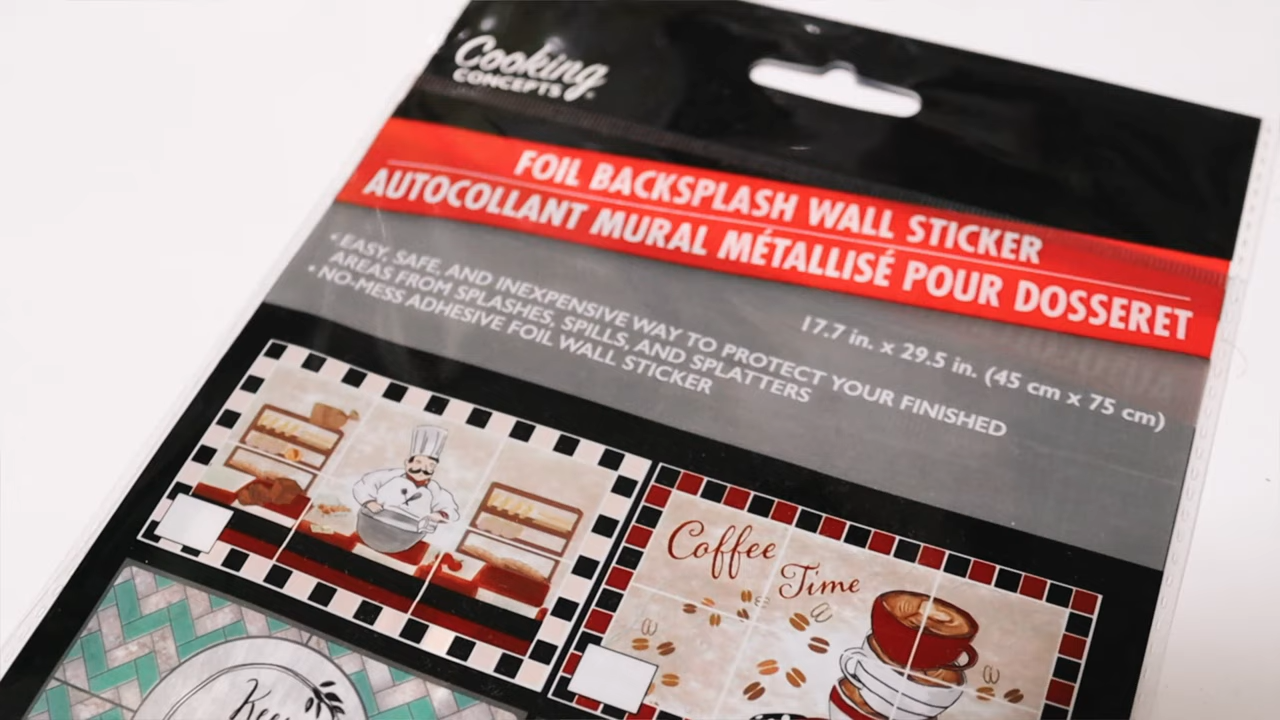 Cooking
CONCEPTS®
FOIL BACKSPLASH WALL STICKER
AUTOCOLLANT MURAL MÉTALLISÉ POUR DOSSERET
17.7 in. x 29.5 in. (45 cm x 75 cm)
• EASY, SAFE, AND INEXPENSIVE WAY TO PROTECT YOUR FINISHED
AREAS FROM SPLASHES, SPILLS, AND SPLATTERS
• NO-MESS ADHESIVE FOIL WALL STICKER
Coffee
Time